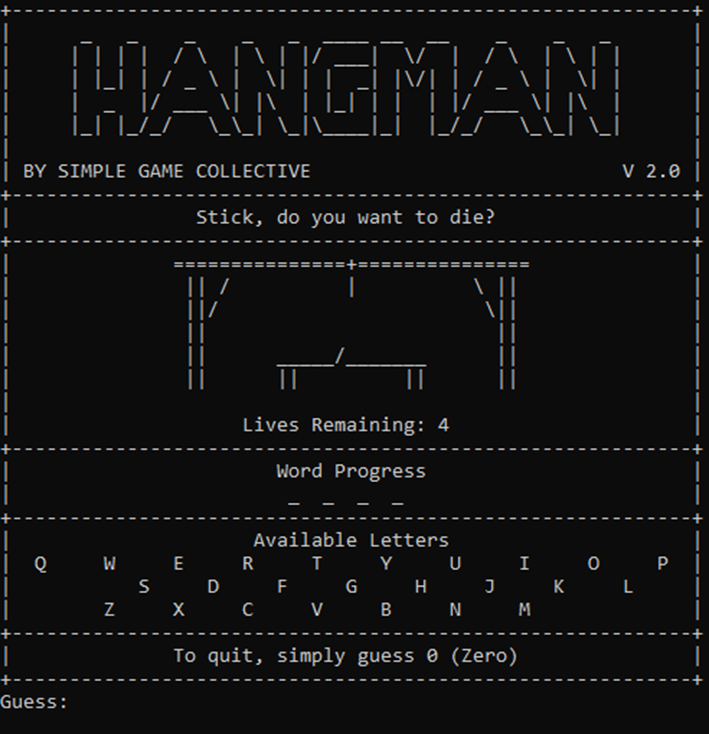 HANGMAN
BY SIMPLE GAME COLLECTIVE V 2.0
Stick, do you want to die?
Lives Remaining: 4
Word Progress
_ _ _ _
Available Letters
Q W E R T Y U I O P
S D F G H J K L
Z X C V B N M
To quit, simply guess 0 (Zero)
Guess: